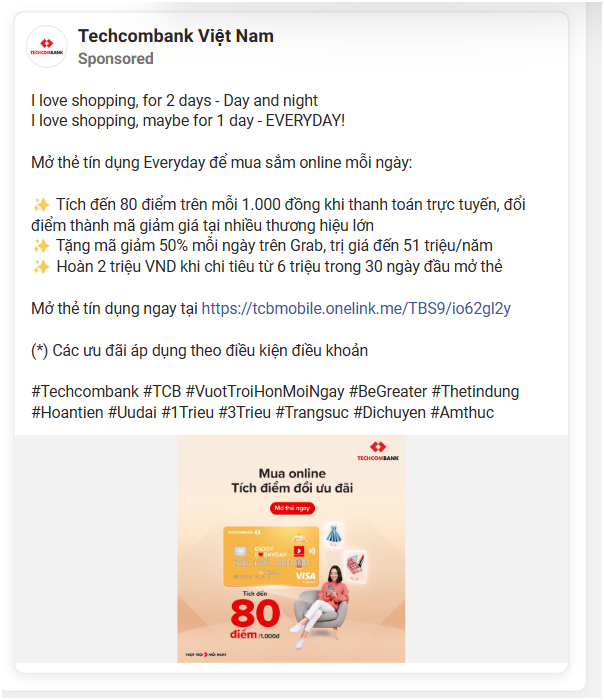 Techcombank Việt Nam
Sponsored
TECHCOMBANK
I love shopping, for 2 days - Day and night
I love shopping, maybe for 1 day - EVERYDAY!
Mở thẻ tín dụng Everyday để mua sắm online mỗi ngày:
✨ Tích đến 80 điểm trên mỗi 1.000 đồng khi thanh toán trực tuyến, đổi
điểm thành mã giảm giá tại nhiều thương hiệu lớn
✨ Tặng mã giảm 50% mỗi ngày trên Grab, trị giá đến 51 triệu/năm
✨ Hoàn 2 triệu VND khi chi tiêu từ 6 triệu trong 30 ngày đầu mở thẻ
Mở thẻ tín dụng ngay tại https://tcbmobile.onelink.me/TBS9/io62gl2y
(*) Các ưu đãi áp dụng theo điều kiện điều khoản
#Techcombank #TCB #VuotTroiHonMoiNgay #BeGreater #Thetindung
#Hoantien #Uudai #1Trieu #3Trieu #Trangsuc #Dichuyen #Amthuc
TECHCOMBANK
Mua online
Tích điểm đổi ưu đãi
Mở thẻ ngay
TECHCOMBANK
ENJOY
EVERYDAY
VISA
Tích đến
80
điểm/1.000đ
VƯỢT TRỘI MỖI NGÀY